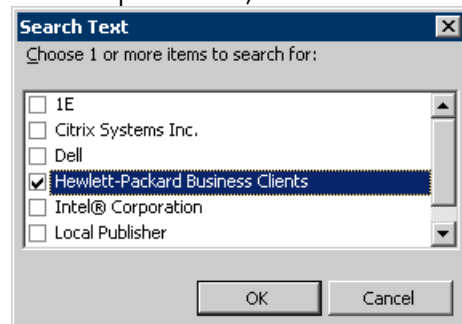 Search Text
Choose 1 or more items to search for:
1E
Citrix Systems Inc.
Dell
Hewlett-Packard Business Clients
Intel® Corporation
Local Publisher
OK Cancel